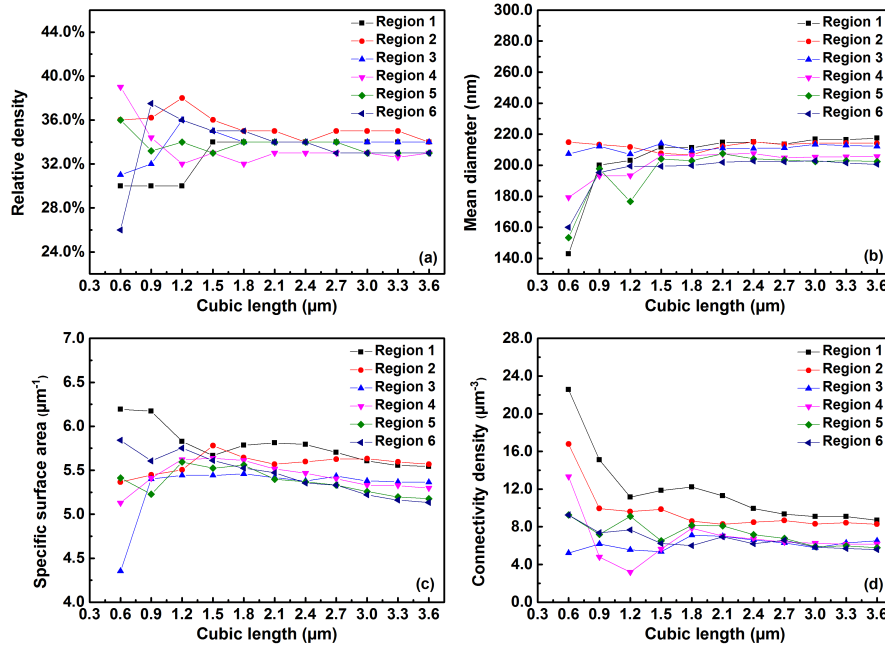 44.0%
40.0%
36.0%
32.0%
28.0%
24.0%
Relative density
0.3 0.6 0.9 1.2 1.5 1.8 2.1 2.4 2.7 3.0 3.3 3.6
Cubic length (μm)
Region 1
Region 2
Region 3
Region 4
Region 5
Region 6
(a)
300.0
280.0
260.0
240.0
220.0
200.0
180.0
160.0
140.0
Mean diameter (nm)
0.3 0.6 0.9 1.2 1.5 1.8 2.1 2.4 2.7 3.0 3.3 3.6
Cubic length (μm)
Region 1
Region 2
Region 3
Region 4
Region 5
Region 6
(b)
7.0
6.5
6.0
5.5
5.0
4.5
4.0
Specific surface area (μm⁻¹)
0.3 0.6 0.9 1.2 1.5 1.8 2.1 2.4 2.7 3.0 3.3 3.6
Cubic length (μm)
Region 1
Region 2
Region 3
Region 4
Region 5
Region 6
(c)
28.0
24.0
20.0
16.0
12.0
8.0
4.0
0.0
Connectivity density (μm⁻³)
0.3 0.6 0.9 1.2 1.5 1.8 2.1 2.4 2.7 3.0 3.3 3.6
Cubic length (μm)
Region 1
Region 2
Region 3
Region 4
Region 5
Region 6
(d)